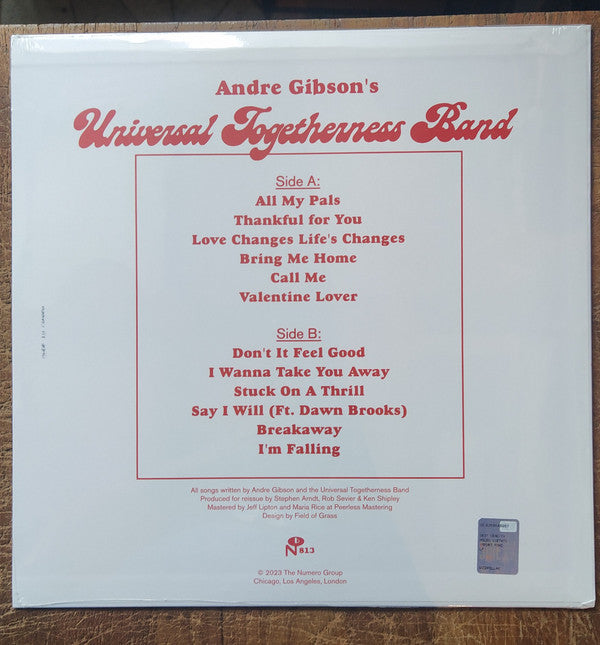 Andre Gibson's
Universal Togetherness Band
Side A:
All My Pals
Thankful for You
Love Changes Life's Changes
Bring Me Home
Call Me
Valentine Lover
Side B:
Don't It Feel Good
I Wanna Take You Away
Stuck On A Thrill
Say I Will (Ft. Dawn Brooks)
Breakaway
I'm Falling
All songs written by Andre Gibson and the Universal Togetherness Band
Produced for reissue by Stephen Arndt, Rob Sevier & Ken Shipley
Mastered by Jeff Lipton and Maria Rice at Peerless Mastering
Design by Field of Grass
N 813
© 2023 The Numero Group
Chicago, Los Angeles, London